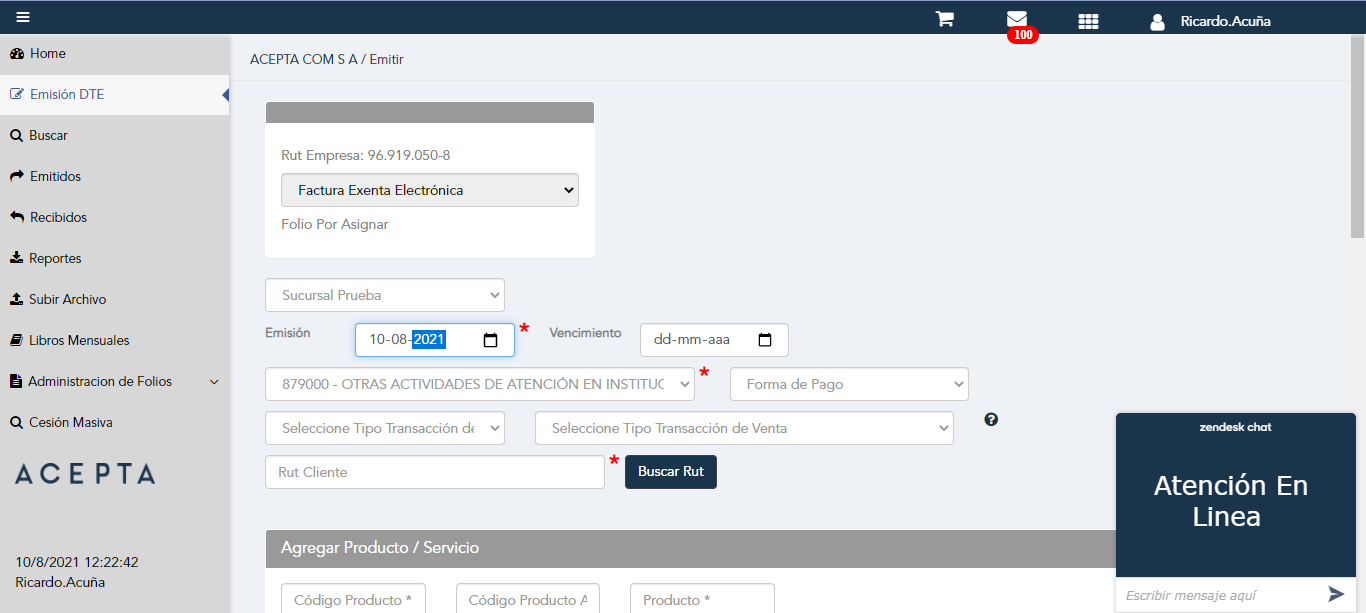 100
Ricardo.Acuña
Home
Emisión DTE
Buscar
Emitidos
Recibidos
Reportes
Subir Archivo
Libros Mensuales
Administracion de Folios
Cesión Masiva
ACEPTA
10/8/2021 12:22:42
Ricardo.Acuña
ACEPTA COM S A / Emitir
Rut Empresa: 96.919.050-8
Factura Exenta Electrónica
Folio Por Asignar
Sucursal Prueba
Emisión 10-08-2021 * Vencimiento dd-mm-aaa
879000 - OTRAS ACTIVIDADES DE ATENCIÓN EN INSTITUC * Forma de Pago
Seleccione Tipo Transacción de Seleccione Tipo Transacción de Venta ?
Rut Cliente * Buscar Rut
Agregar Producto / Servicio
Código Producto * Código Producto A Producto *
zendesk chat
Atención En
Linea
Escribir mensaje aquí